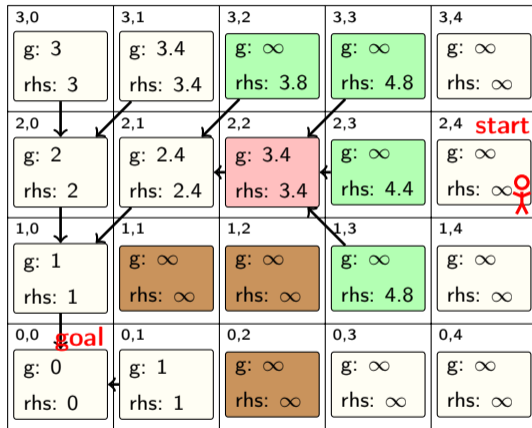 3,0 3,1 3,2 3,3 3,4
g: 3 g: 3.4 g: ∞ g: ∞ g: ∞
rhs: 3 rhs: 3.4 rhs: 3.8 rhs: 4.8 rhs: ∞
2,0 2,1 2,2 2,3 2,4 start
g: 2 g: 2.4 g: 3.4 g: ∞ g: ∞
rhs: 2 rhs: 2.4 rhs: 3.4 rhs: 4.4 rhs: ∞
1,0 1,1 1,2 1,3 1,4
g: 1 g: ∞ g: ∞ g: ∞ g: ∞
rhs: 1 rhs: ∞ rhs: ∞ rhs: 4.8 rhs: ∞
0,0 goal 0,1 0,2 0,3 0,4
g: 0 g: 1 g: ∞ g: ∞ g: ∞
rhs: 0 rhs: 1 rhs: ∞ rhs: ∞ rhs: ∞